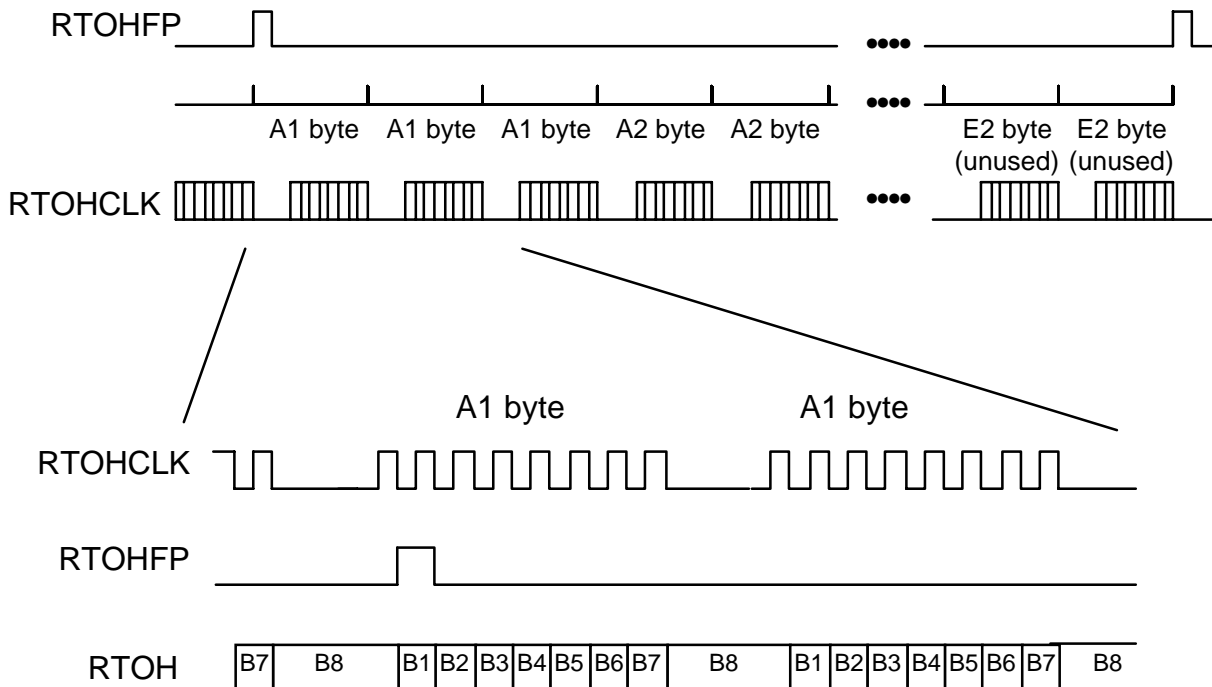 RTOHFP
A1 byte A1 byte A1 byte A2 byte A2 byte E2 byte E2 byte
(unused) (unused)
RTOHCLK
A1 byte A1 byte
RTOHCLK
RTOHFP
RTOH B7 B8 B1 B2 B3 B4 B5 B6 B7 B8 B1 B2 B3 B4 B5 B6 B7 B8